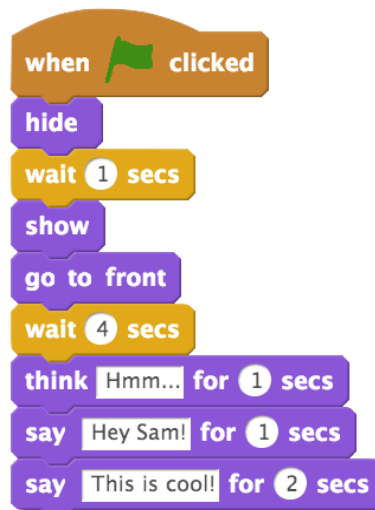 when clicked
hide
wait 1 secs
show
go to front
wait 4 secs
think Hmm... for 1 secs
say Hey Sam! for 1 secs
say This is cool! for 2 secs